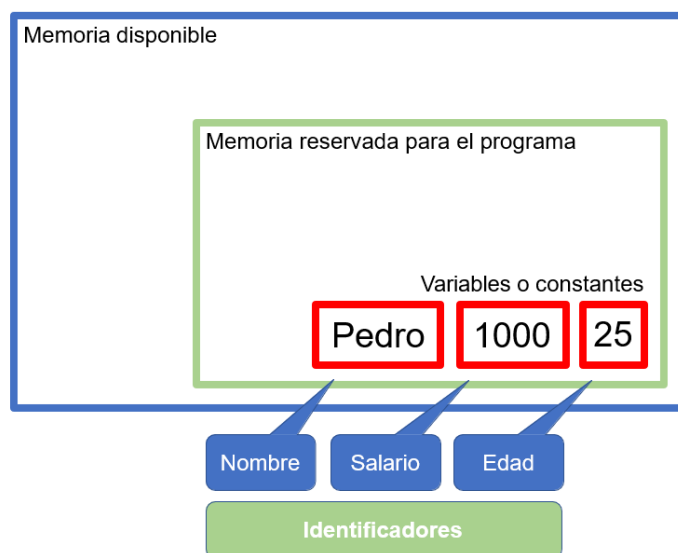 Memoria disponible
Memoria reservada para el programa
Variables o constantes
Pedro 1000 25
Nombre Salario Edad
Identificadores